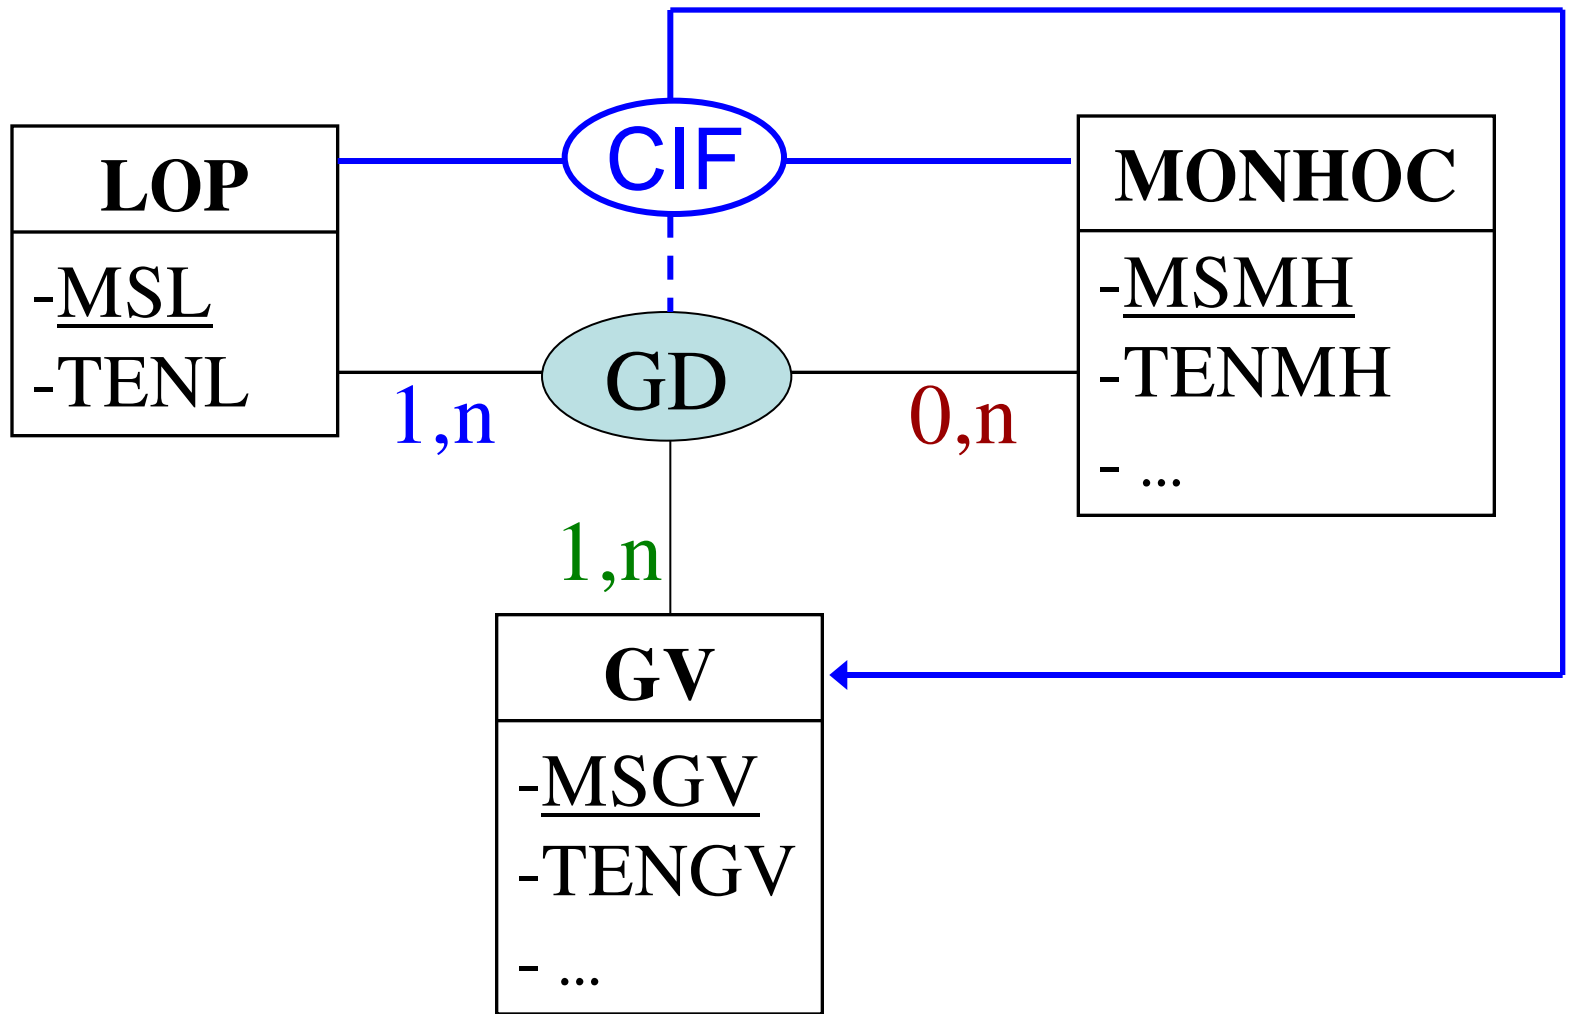 CIF
LOP
-MSL
-TENL
MONHOC
-MSMH
-TENMH
- ...
GD
1,n
0,n
1,n
GV
-MSGV
-TENGV
- ...